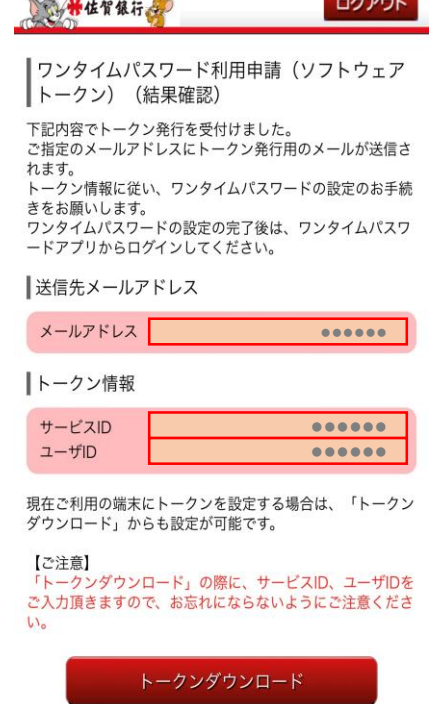 佐賀銀行
ログアウト
ワンタイムパスワード利用申請（ソフトウェア
トークン）（結果確認）
下記内容でトークン発行を受付けました。
ご指定のメールアドレスにトークン発行用のメールが送信さ
れます。
トークン情報に従い、ワンタイムパスワードの設定のお手続
きをお願いします。
ワンタイムパスワードの設定の完了後は、ワンタイムパスワ
ードアプリからログインしてください。
送信先メールアドレス
メールアドレス ●●●●●●
トークン情報
サービスID ●●●●●●
ユーザID ●●●●●●
現在ご利用の端末にトークンを設定する場合は、「トークン
ダウンロード」からも設定が可能です。
【ご注意】
「トークンダウンロード」の際に、サービスID、ユーザIDを
ご入力頂きますので、お忘れにならないようにご注意くださ
い。
トークンダウンロード